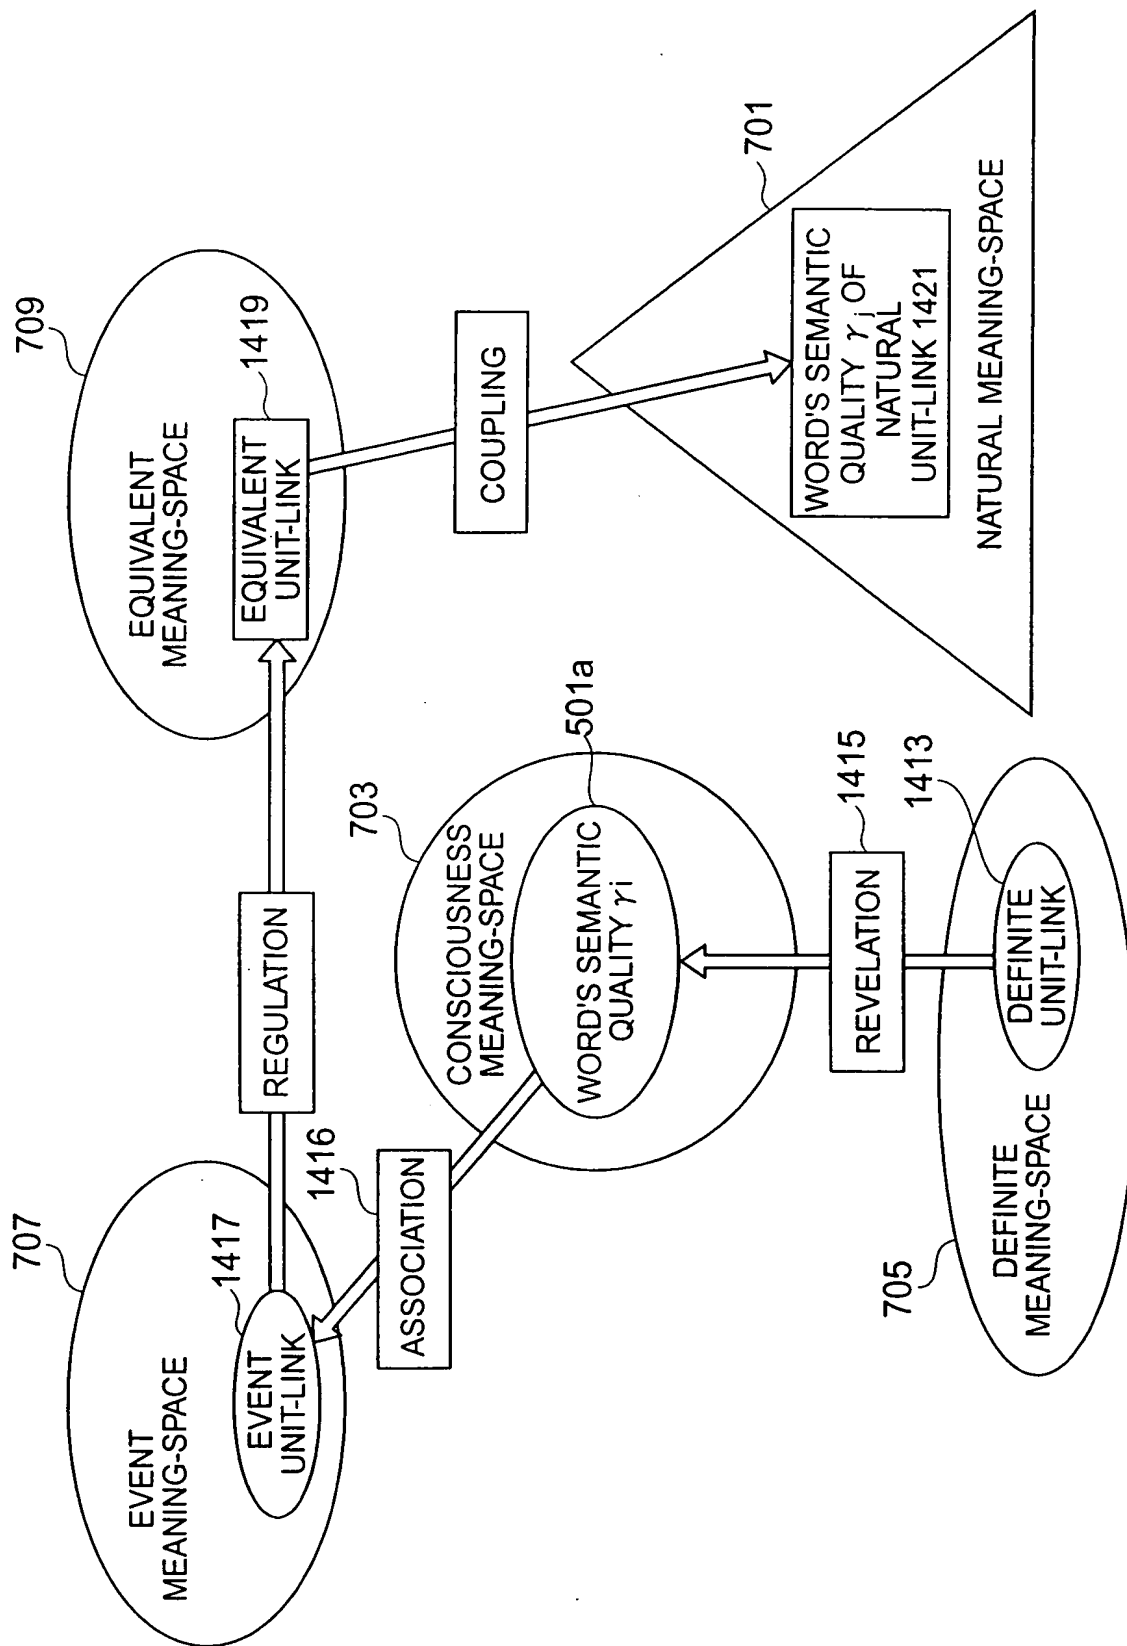 707
EVENT
MEANING-SPACE
1417
EVENT
UNIT-LINK
REGULATION
709
EQUIVALENT
MEANING-SPACE
1419
EQUIVALENT
UNIT-LINK
1416
ASSOCIATION
703
CONSCIOUSNESS
MEANING-SPACE
501a
WORD'S SEMANTIC
QUALITY γi
COUPLING
701
WORD'S SEMANTIC
QUALITY γj OF
NATURAL
UNIT-LINK 1421
NATURAL MEANING-SPACE
1415
REVELATION
1413
DEFINITE
UNIT-LINK
705
DEFINITE
MEANING-SPACE